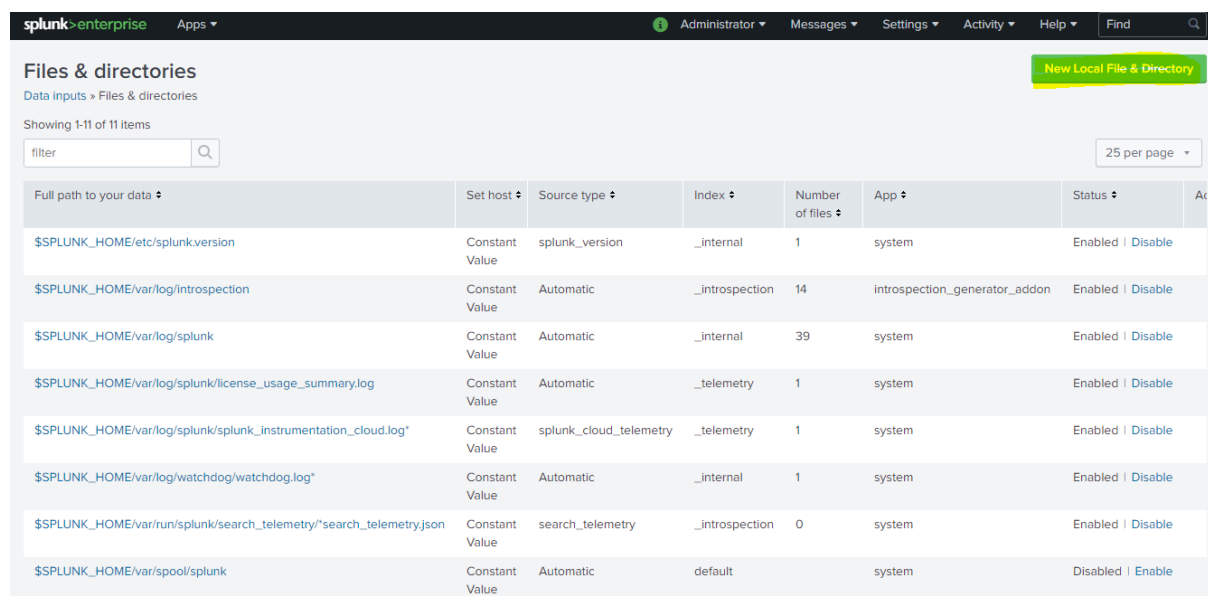 splunk>enterprise Apps Administrator Messages Settings Activity Help Find
Files & directories
New Local File & Directory
Data inputs » Files & directories
Showing 1-11 of 11 items
filter
25 per page
Full path to your data Set host Source type Index Number of files App Status
$SPLUNK_HOME/etc/splunk.version Constant Value splunk_version _internal 1 system Enabled | Disable
$SPLUNK_HOME/var/log/introspection Constant Value Automatic _introspection 14 introspection_generator_addon Enabled | Disable
$SPLUNK_HOME/var/log/splunk Constant Value Automatic _internal 39 system Enabled | Disable
$SPLUNK_HOME/var/log/splunk/license_usage_summary.log Constant Value Automatic _telemetry 1 system Enabled | Disable
$SPLUNK_HOME/var/log/splunk/splunk_instrumentation_cloud.log* Constant Value splunk_cloud_telemetry _telemetry 1 system Enabled | Disable
$SPLUNK_HOME/var/log/watchdog/watchdog.log* Constant Value Automatic _internal 1 system Enabled | Disable
$SPLUNK_HOME/var/run/splunk/search_telemetry/*search_telemetry.json Constant Value search_telemetry _introspection 0 system Enabled | Disable
$SPLUNK_HOME/var/spool/splunk Constant Value Automatic default system Disabled | Enable